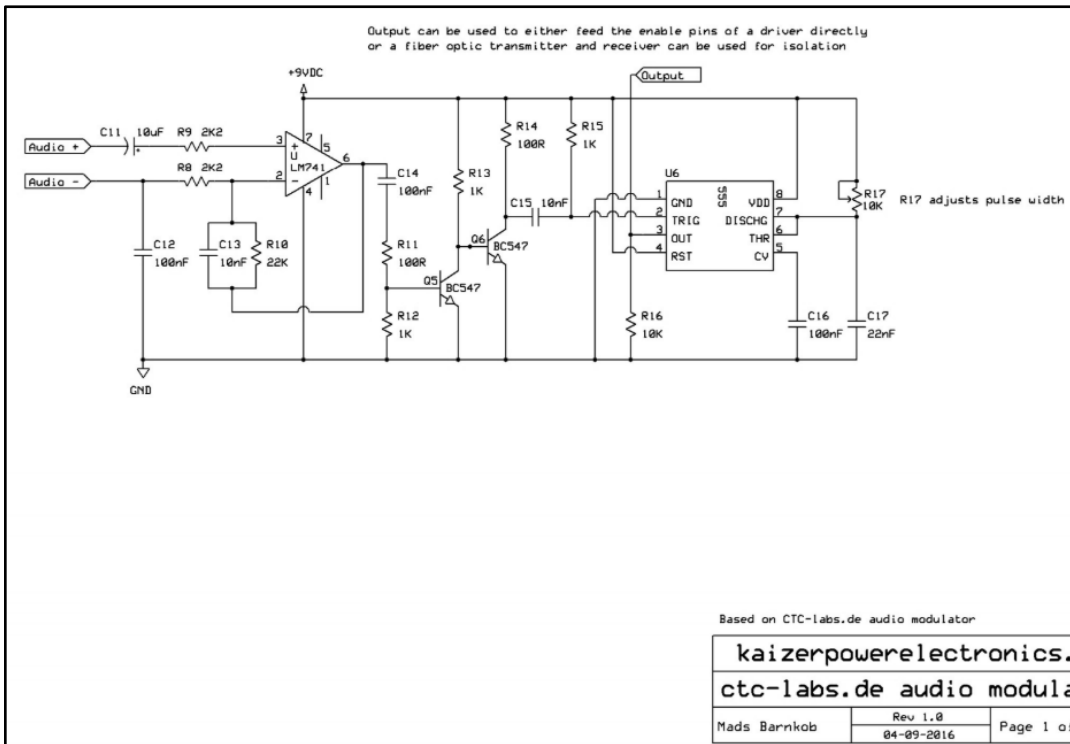 Output can be used to either feed the enable pins of a driver directly
or a fiber optic transmitter and receiver can be used for isolation
Output
+9VDC
Audio +
C11 10uF
R9 2K2
Audio -
R8 2K2
3
+
7
5
U
LM741
6
2
-
4
1
C12
100nF
C13
10nF
R10
22K
C14
100nF
R11
100R
R12
1K
Q5
BC547
R13
1K
Q6
BC547
R14
100R
C15 10nF
R15
1K
U6
555
1 GND VDD 8
2 TRIG DISCHG 7
3 OUT THR 6
4 RST CV 5
R16
10K
R17
10K
R17 adjusts pulse width
C16
100nF
C17
22nF
GND
Based on CTC-labs.de audio modulator
kaizerpowerelectronics.
ctc-labs.de audio modula
Mads Barnkob
Rev 1.0
04-09-2016
Page 1 o